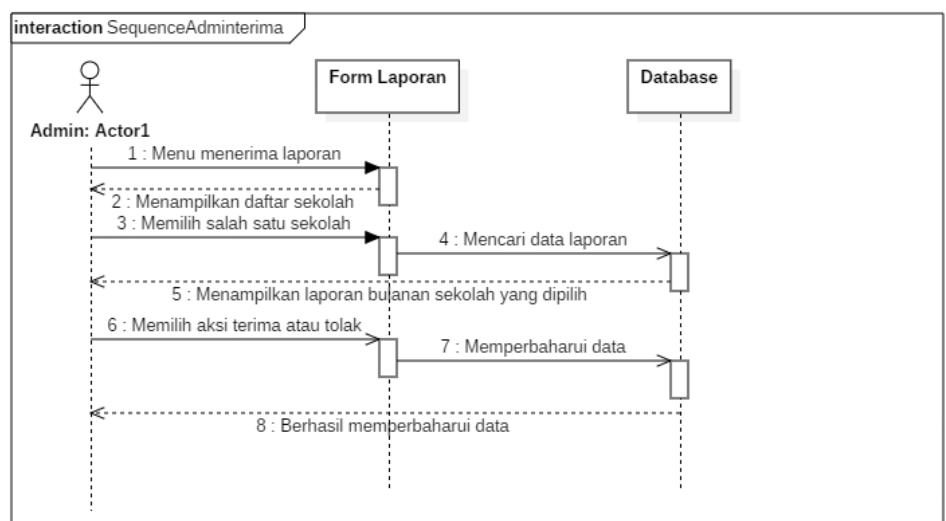 interaction SequenceAdminterima
Form Laporan
Database
Admin: Actor1
1 : Menu menerima laporan
2 : Menampilkan daftar sekolah
3 : Memilih salah satu sekolah
4 : Mencari data laporan
5 : Menampilkan laporan bulanan sekolah yang dipilih
6 : Memilih aksi terima atau tolak
7 : Memperbaharui data
8 : Berhasil memperbaharui data